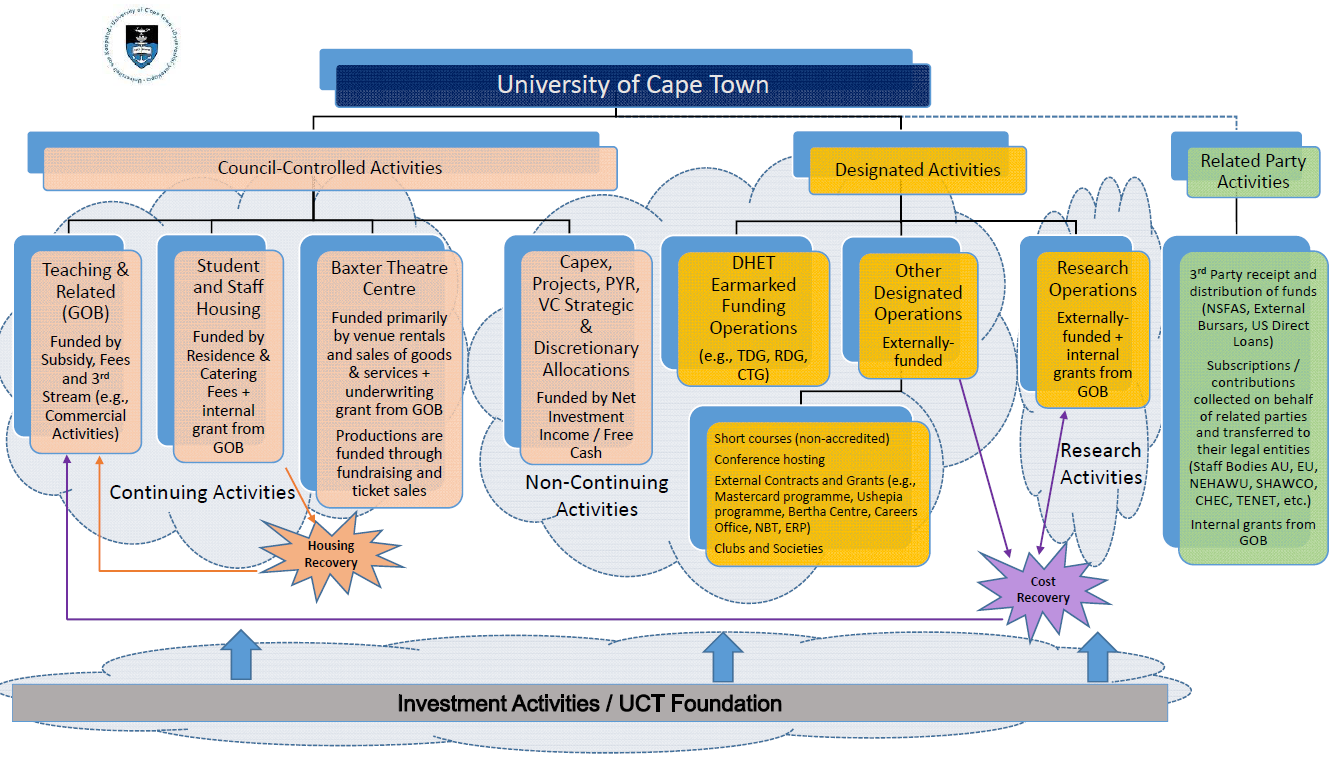 University of Cape Town
Council-Controlled Activities
Designated Activities
Related Party
Activities
Teaching &
Related
(GOB)
Funded by
Subsidy, Fees
and 3rd
Stream (e.g.,
Commercial
Activities)
Student
and Staff
Housing
Funded by
Residence &
Catering
Fees +
internal
grant from
GOB
Baxter Theatre
Centre
Funded primarily
by venue rentals
and sales of goods
& services +
underwriting
grant from GOB
Productions are
funded through
fundraising and
ticket sales
Capex,
Projects, PYR,
VC Strategic
&
Discretionary
Allocations
Funded by Net
Investment
Income / Free
Cash
DHET
Earmarked
Funding
Operations
(e.g., TDG, RDG,
CTG)
Other
Designated
Operations
Externally-
funded
Research
Operations
Externally-
funded +
internal
grants from
GOB
3rd Party receipt and
distribution of funds
(NSFAS, External
Bursars, US Direct
Loans)
Subscriptions /
contributions
collected on behalf
of related parties
and transferred to
their legal entities
(Staff Bodies AU, EU,
NEHAWU, SHAWCO,
CHEC, TENET, etc.)
Internal grants from
GOB
Short courses (non-accredited)
Conference hosting
External Contracts and Grants (e.g.,
Mastercard programme, Ushepia
programme, Bertha Centre, Careers
Office, NBT, ERP)
Clubs and Societies
Continuing Activities
Non-Continuing
Activities
Research
Activities
Housing
Recovery
Cost
Recovery
Investment Activities / UCT Foundation